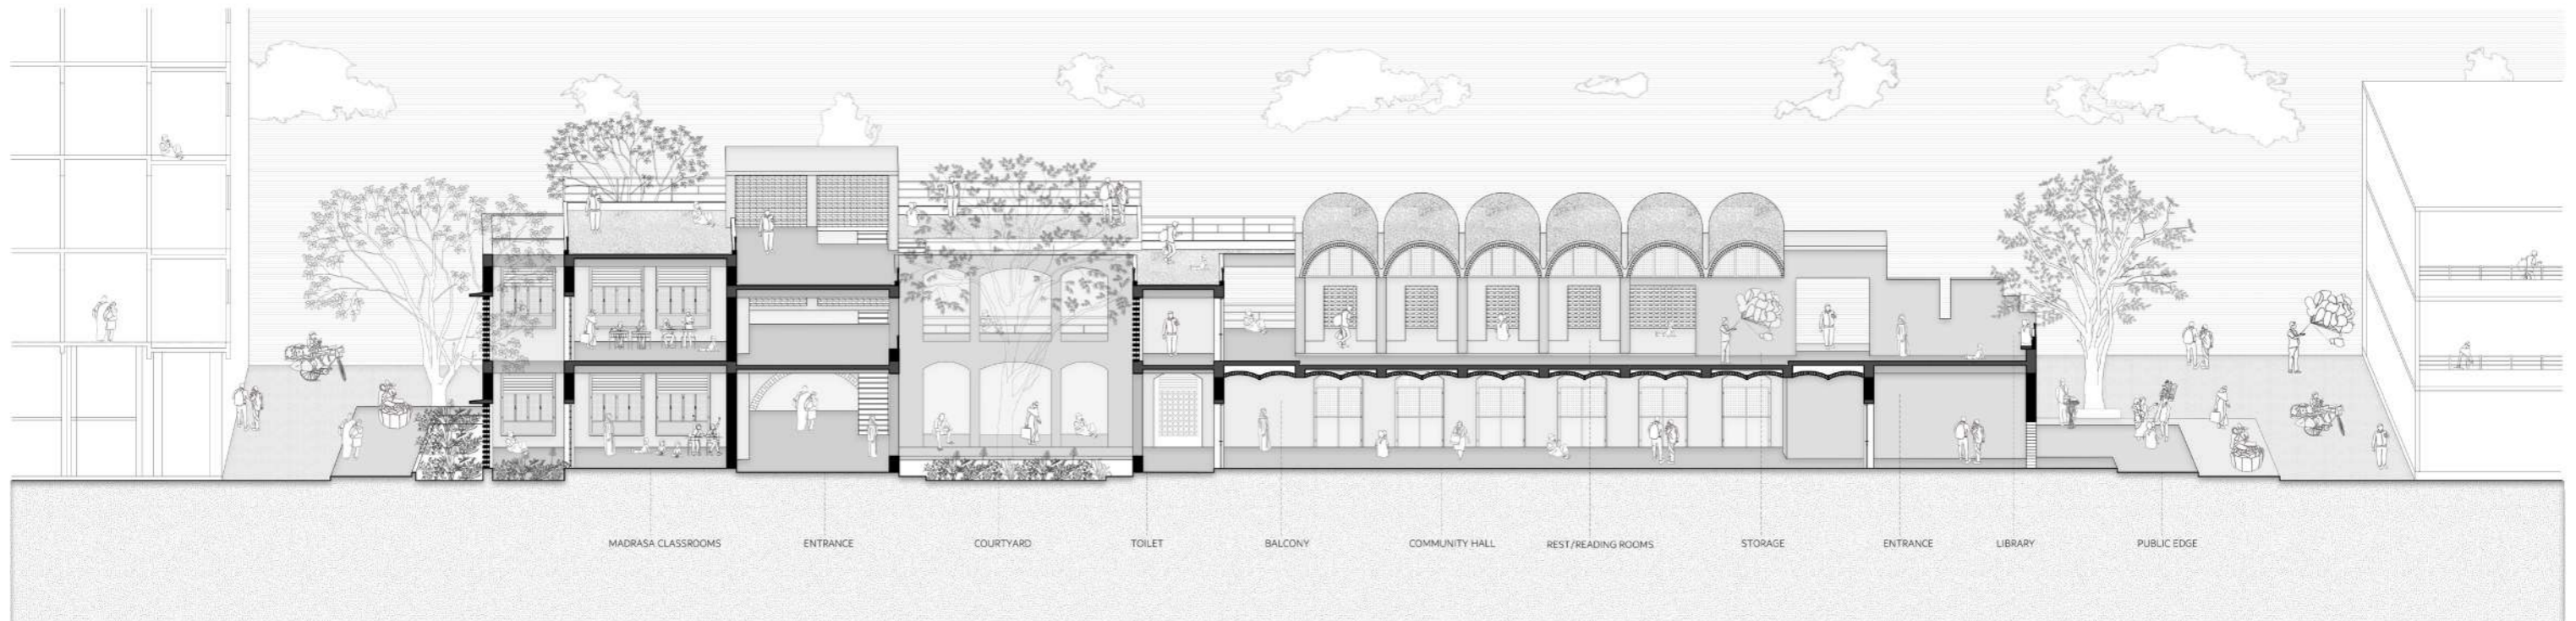 MADRASA CLASSROOMS
ENTRANCE
COURTYARD
TOILET
BALCONY
COMMUNITY HALL
REST/READING ROOMS
STORAGE
ENTRANCE
LIBRARY
PUBLIC EDGE